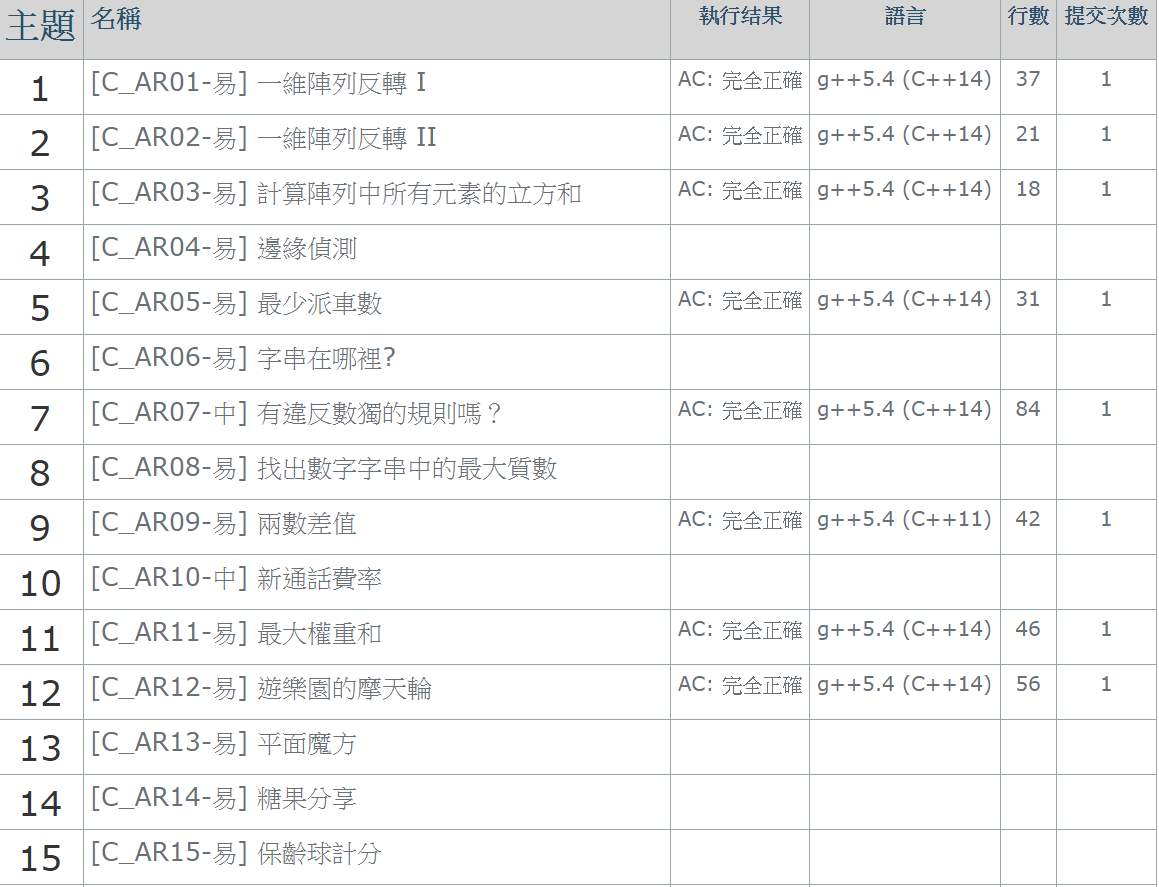 主題 名稱 執行结果 語言 行數 提交次數
1 [C_AR01-易] 一維陣列反轉 I AC: 完全正確 g++5.4 (C++14) 37 1
2 [C_AR02-易] 一維陣列反轉 II AC: 完全正確 g++5.4 (C++14) 21 1
3 [C_AR03-易] 計算陣列中所有元素的立方和 AC: 完全正確 g++5.4 (C++14) 18 1
4 [C_AR04-易] 邊緣偵測
5 [C_AR05-易] 最少派車數 AC: 完全正確 g++5.4 (C++14) 31 1
6 [C_AR06-易] 字串在哪裡?
7 [C_AR07-中] 有違反數獨的規則嗎？ AC: 完全正確 g++5.4 (C++14) 84 1
8 [C_AR08-易] 找出數字字串中的最大質數
9 [C_AR09-易] 兩數差值 AC: 完全正確 g++5.4 (C++11) 42 1
10 [C_AR10-中] 新通話費率
11 [C_AR11-易] 最大權重和 AC: 完全正確 g++5.4 (C++14) 46 1
12 [C_AR12-易] 遊樂園的摩天輪 AC: 完全正確 g++5.4 (C++14) 56 1
13 [C_AR13-易] 平面魔方
14 [C_AR14-易] 糖果分享
15 [C_AR15-易] 保齡球計分